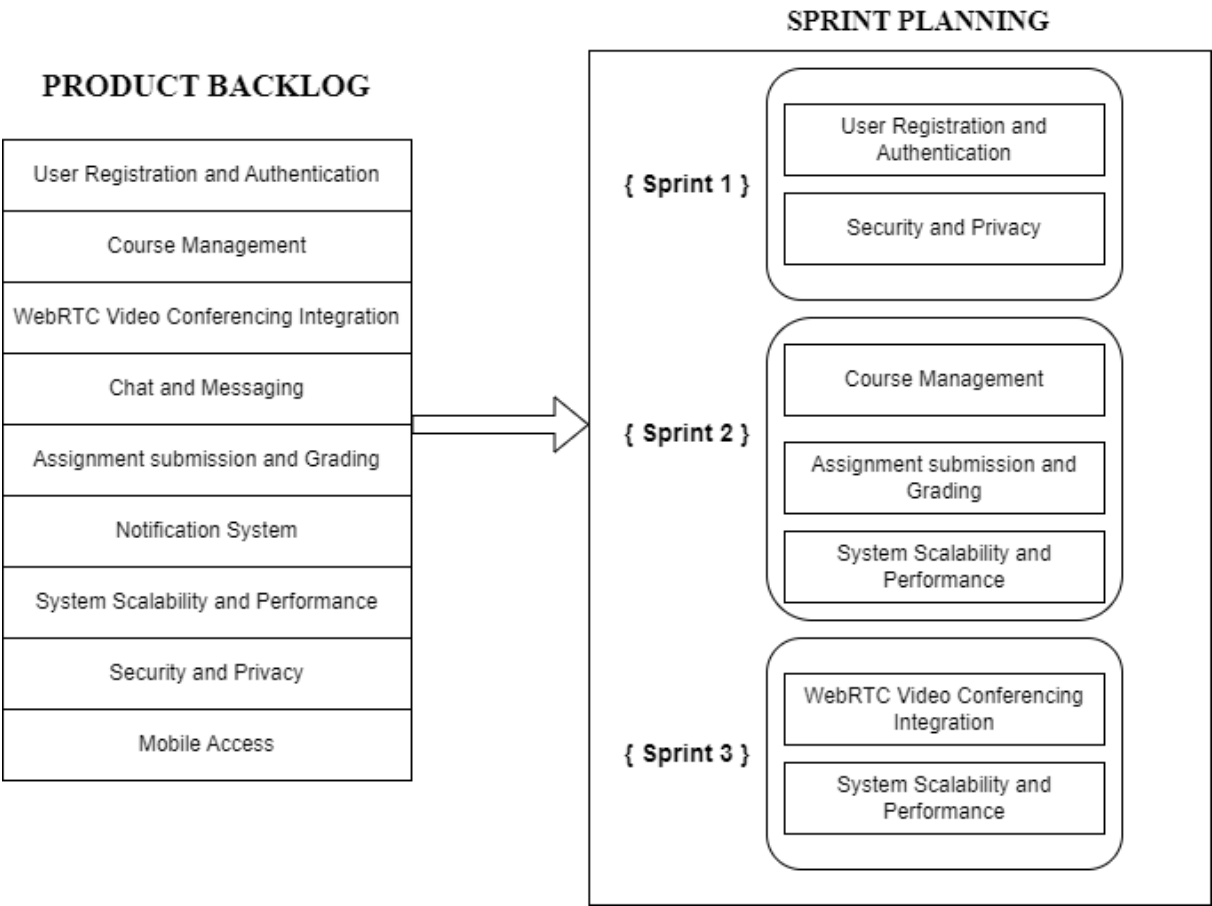 PRODUCT BACKLOG
User Registration and Authentication
Course Management
WebRTC Video Conferencing Integration
Chat and Messaging
Assignment submission and Grading
Notification System
System Scalability and Performance
Security and Privacy
Mobile Access
SPRINT PLANNING
{ Sprint 1 }
User Registration and
Authentication
Security and Privacy
{ Sprint 2 }
Course Management
Assignment submission and
Grading
System Scalability and
Performance
{ Sprint 3 }
WebRTC Video Conferencing
Integration
System Scalability and
Performance